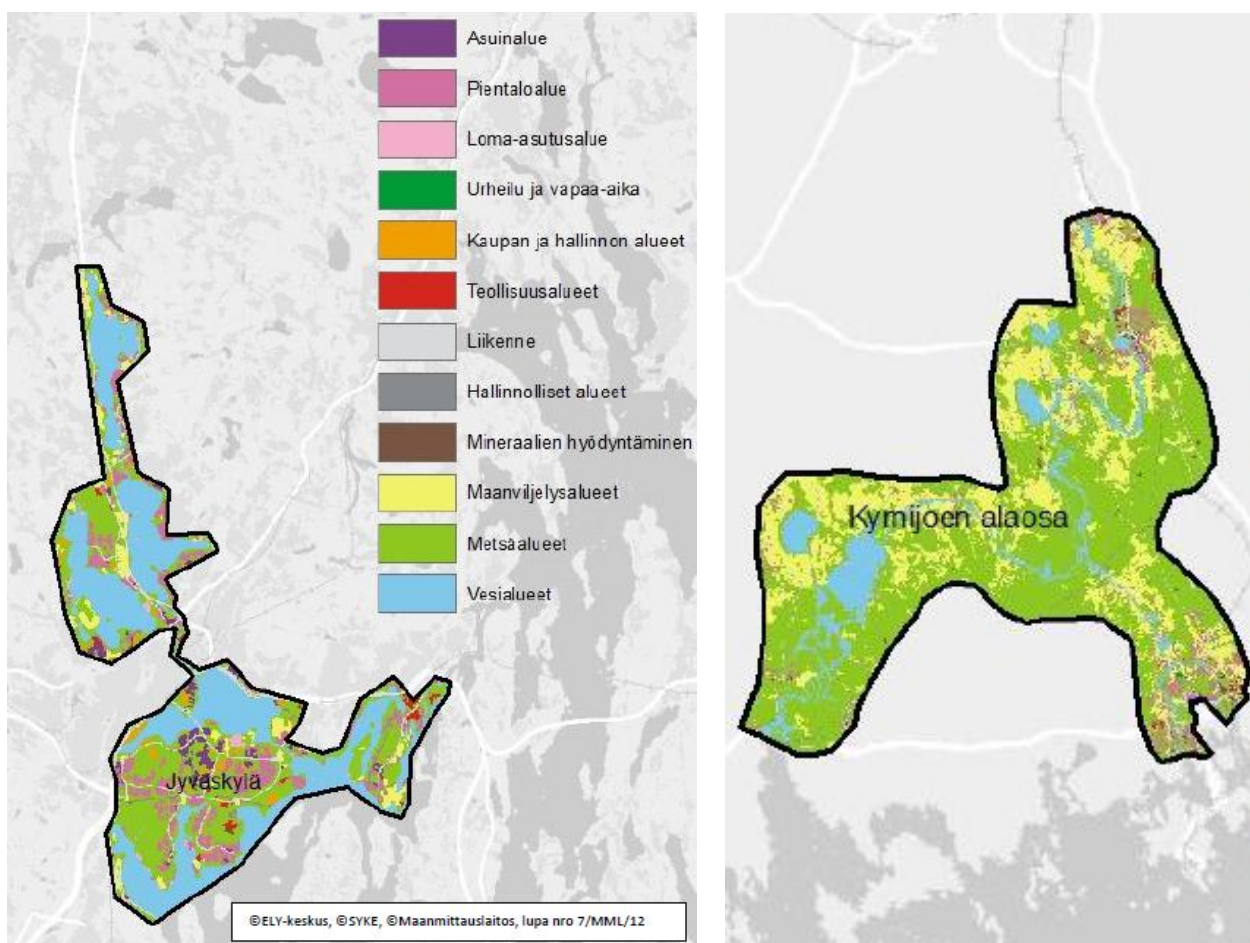 Asuinalue
Pientaloalue
Loma-asutusalue
Urheilu ja vapaa-aika
Kaupan ja hallinnon alueet
Teollisuusalueet
Liikenne
Hallinnolliset alueet
Mineraalien hyödyntäminen
Maanviljelysalueet
Metsäalueet
Vesialueet
Jyväskylä
©ELY-keskus, ©SYKE, ©Maanmittauslaitos, lupa nro 7/MML/12
Kymijoen alaosa